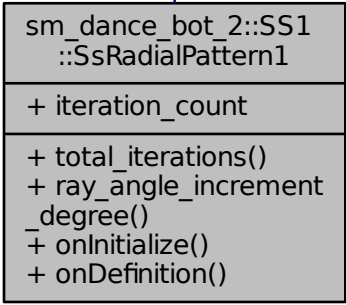 sm_dance_bot_2::SS1
::SsRadialPattern1
+ iteration_count
+ total_iterations()
+ ray_angle_increment
_degree()
+ onInitialize()
+ onDefinition()